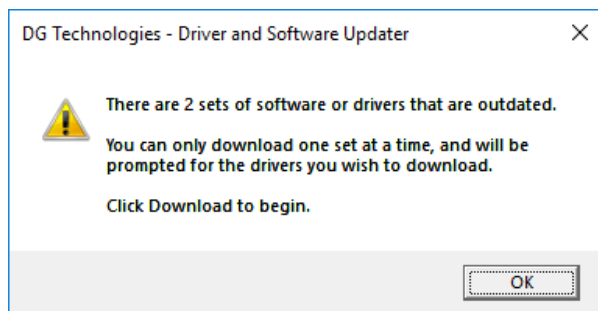 DG Technologies - Driver and Software Updater
There are 2 sets of software or drivers that are outdated.
You can only download one set at a time, and will be
prompted for the drivers you wish to download.
Click Download to begin.
OK